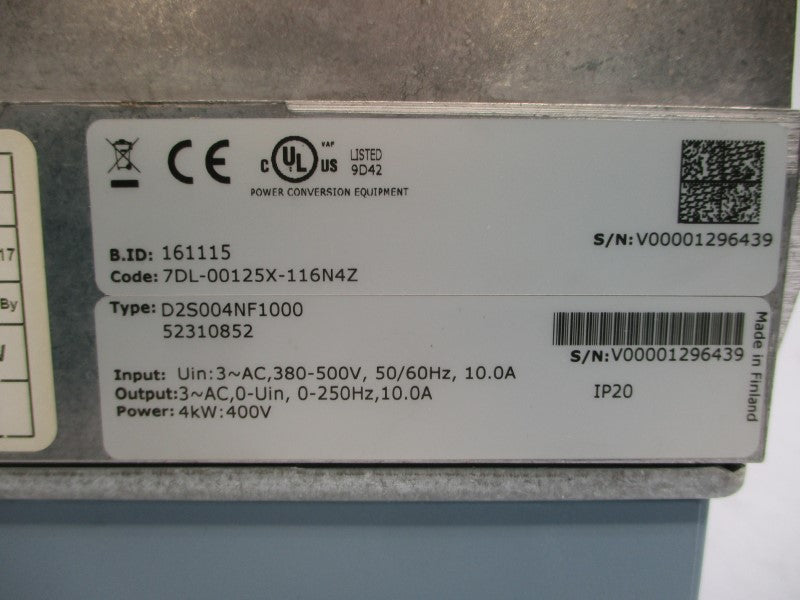 CE
c UL US VAP LISTED 9D42
POWER CONVERSION EQUIPMENT
S/N: V00001296439
B.ID: 161115
Code: 7DL-00125X-116N4Z
Type: D2S004NF1000
52310852
S/N: V00001296439
Made in Finland
Input: Uin:3~AC,380-500V, 50/60Hz, 10.0A
Output:3~AC,0-Uin, 0-250Hz,10.0A
Power: 4kW:400V
IP20
17
By